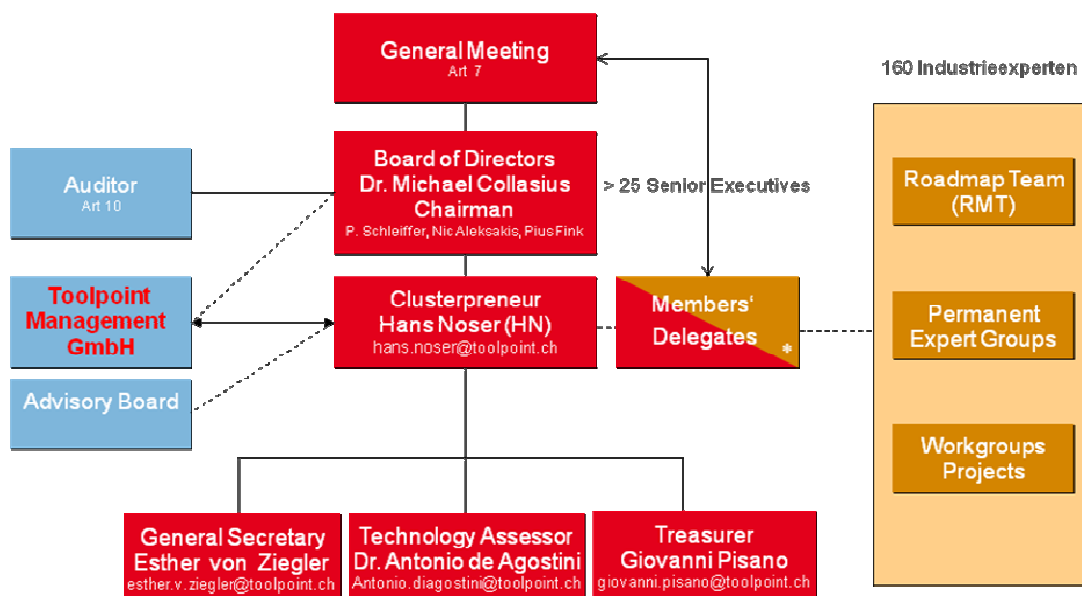 General Meeting
Art 7
160 Industrieexperten
Board of Directors
Dr. Michael Collasius
Chairman
P. Schleiffer, Nic Aleksakis, Pius Fink
> 25 Senior Executives
Auditor
Art 10
Roadmap Team
(RMT)
Toolpoint
Management
GmbH
Clusterpreneur
Hans Noser (HN)
hans.noser@toolpoint.ch
Members‘
Delegates
*
Permanent
Expert Groups
Advisory Board
Workgroups
Projects
General Secretary
Esther von Ziegler
esther.v.ziegler@toolpoint.ch
Technology Assessor
Dr. Antonio de Agostini
Antonio.diagostini@toolpoint.ch
Treasurer
Giovanni Pisano
giovanni.pisano@toolpoint.ch